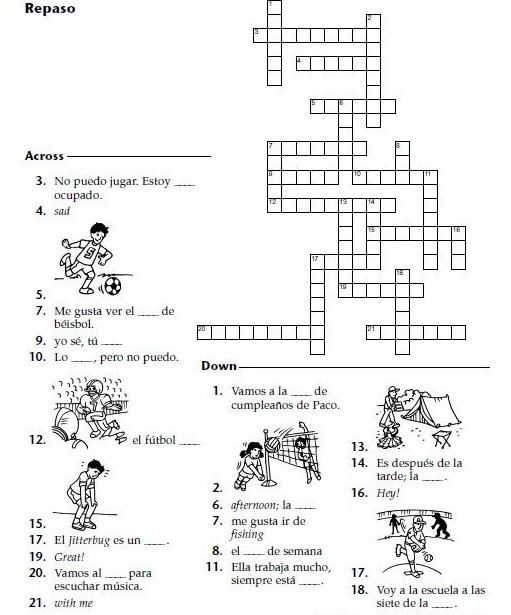 Repaso
1
2
3
4
5
6
7
8
9
10
11
12
13
14
15
16
17
18
19
20
21
Across
3. No puedo jugar. Estoy ____
ocupado.
4. sad
5.
7. Me gusta ver el ____ de
béisbol.
9. yo sé, tú ____
10. Lo ____, pero no puedo.
12. el fútbol ____
15.
17. El Jitterbug es un ____.
19. Great!
20. Vamos al ____ para
escuchar música.
21. with me
Down
1. Vamos a la ____ de
cumpleaños de Paco.
2.
6. afternoon; la ____
7. me gusta ir de
fishing
8. el ____ de semana
11. Ella trabaja mucho,
siempre está ____.
13.
14. Es después de la
tarde; la ____.
16. Hey!
17.
18. Voy a la escuela a las
siete de la ____.